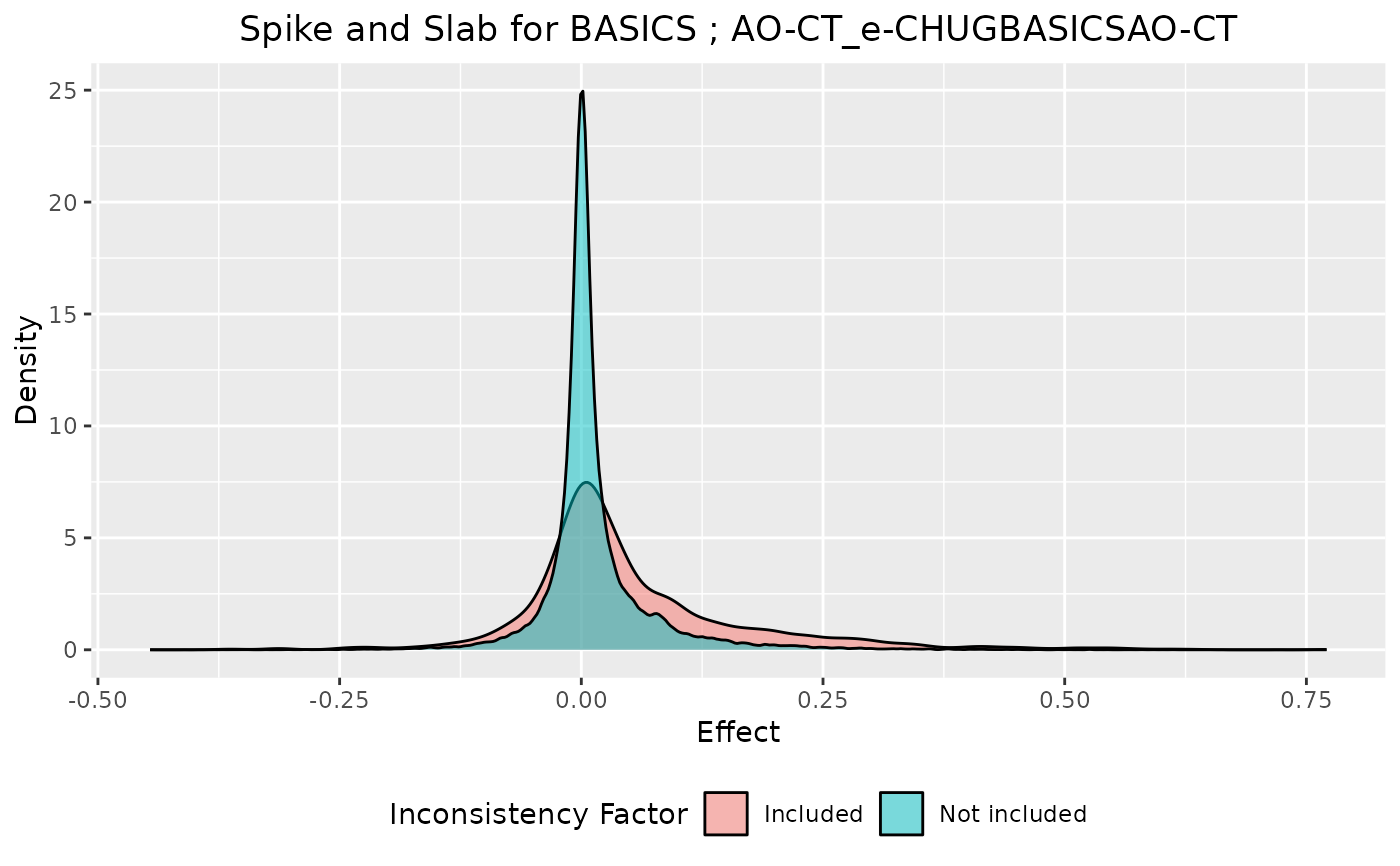 Spike and Slab for BASICS ; AO-CT_e-CHUGBASICSAO-CT
25
20
15
10
5
0
Density
-0.50 -0.25 0.00 0.25 0.50 0.75
Effect
Inconsistency Factor Included Not included